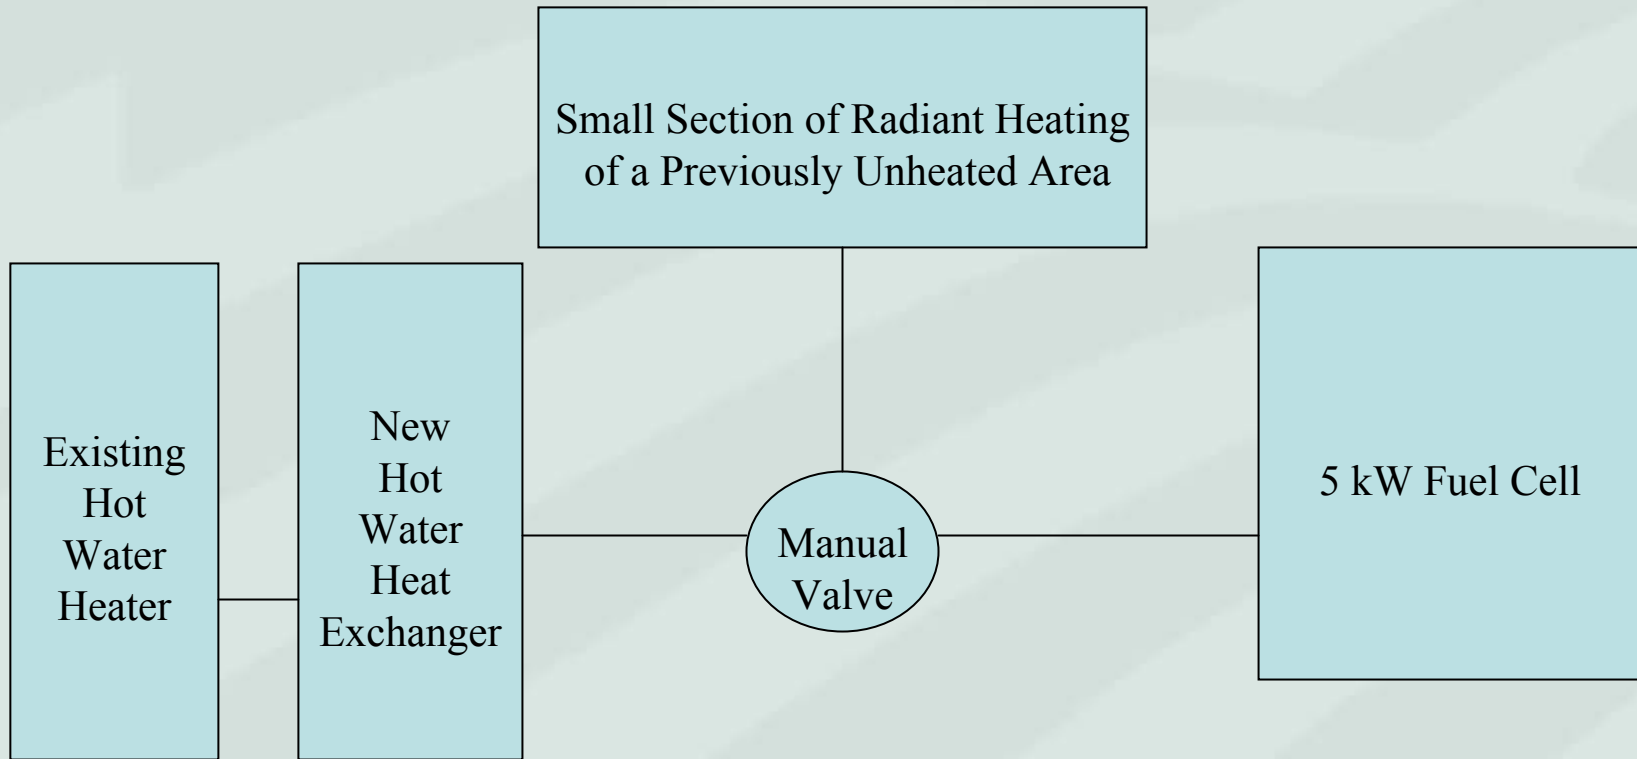 Small Section of Radiant Heating
of a Previously Unheated Area
Existing
Hot
Water
Heater
New
Hot
Water
Heat
Exchanger
Manual
Valve
5 kW Fuel Cell